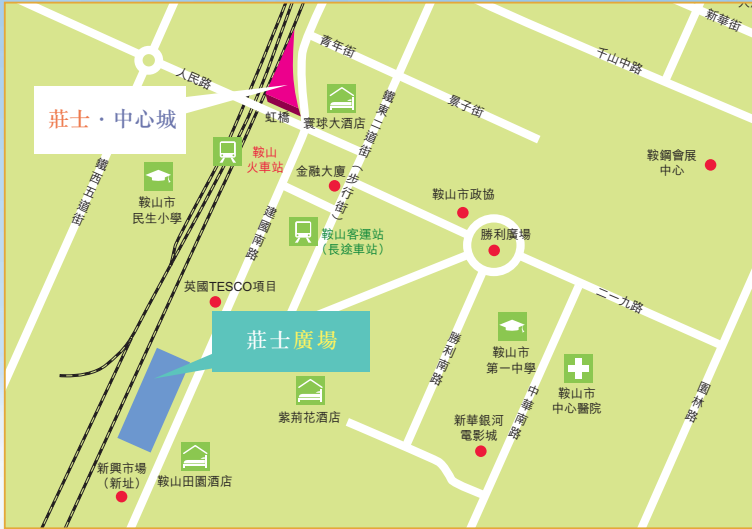 新華街
千山中路
青年街
人民路
景子街
莊士·中心城
虹橋
寰球大酒店
鐵東二道街(步行街)
鞍山
火車站
金融大廈
鞍鋼會展
中心
鐵西五道街
鞍山市
民生小學
鞍山市政協
建國南路
鞍山客運站
(長途車站)
勝利廣場
英國TESCO項目
二一九路
莊士廣場
勝利南路
鞍山市
第一中學
中華南路
鞍山市
中心醫院
園林路
紫荊花酒店
新華銀河
電影城
新興市場
(新址)
鞍山田園酒店